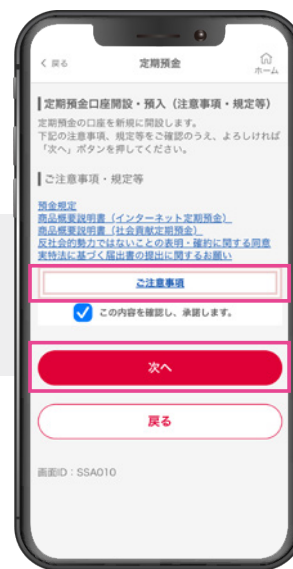 < 戻る 定期預金 ホーム
定期預金口座開設・預入（注意事項・規定等）
定期預金の口座を新規に開設します。
下記の注意事項、規定等をご確認のうえ、よろしければ
「次へ」ボタンを押してください。
ご注意事項・規定等
預金規定
商品概要説明書（インターネット定期預金）
商品概要説明書（社会貢献定期預金）
反社会的勢力ではないことの表明・確約に関する同意
実特法に基づく届出書の提出に関するお願い
ご注意事項
この内容を確認し、承諾します。
次へ
戻る
画面ID：SSA010